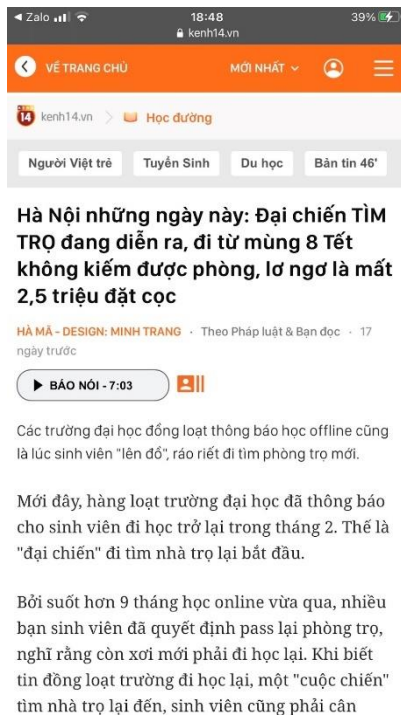 Zalo
18:48
39%
kenh14.vn
VỀ TRANG CHỦ
MỚI NHẤT
14
kenh14.vn
Học đường
Người Việt trẻ
Tuyển Sinh
Du học
Bản tin 46'
Hà Nội những ngày này: Đại chiến TÌM
TRỌ đang diễn ra, đi từ mùng 8 Tết
không kiếm được phòng, lơ ngơ là mất
2,5 triệu đặt cọc
HÀ MÃ - DESIGN: MINH TRANG · Theo Pháp luật & Bạn đọc · 17
ngày trước
BÁO NÓI - 7:03
Các trường đại học đồng loạt thông báo học offline cũng
là lúc sinh viên "lên đồ", ráo riết đi tìm phòng trọ mới.
Mới đây, hàng loạt trường đại học đã thông báo
cho sinh viên đi học trở lại trong tháng 2. Thế là
"đại chiến" đi tìm nhà trọ lại bắt đầu.
Bởi suốt hơn 9 tháng học online vừa qua, nhiều
bạn sinh viên đã quyết định pass lại phòng trọ,
nghĩ rằng còn xơi mới phải đi học lại. Khi biết
tin đồng loạt trường đi học lại, một "cuộc chiến"
tìm nhà trọ lại đến, sinh viên cũng phải cân